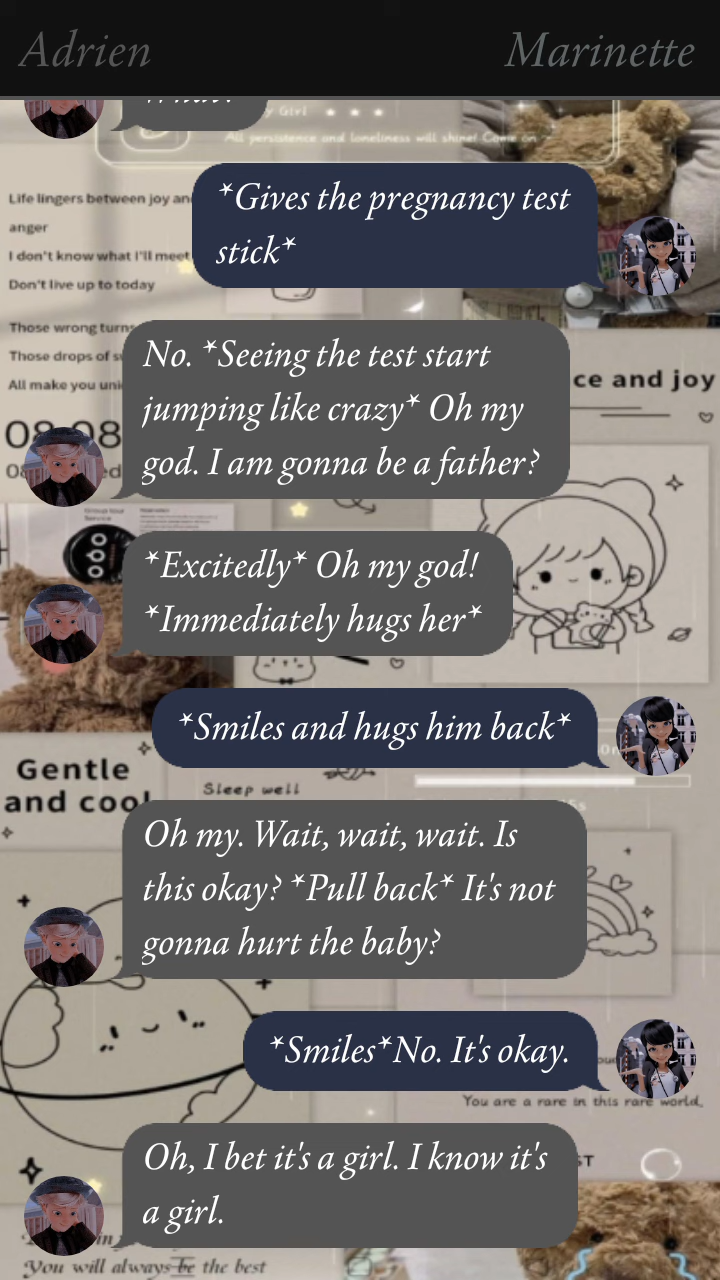 Adrien
Marinette
All persistence and loneliness will shine! Come on
*Gives the pregnancy test
stick*
Life lingers between joy and
anger
I don't know what I'll meet
Don't live up to today
Those wrong turns
Those drops of
All make you
No. *Seeing the test start
jumping like crazy* Oh my
god. I am gonna be a father?
ce and joy
*Excitedly* Oh my god!
*Immediately hugs her*
*Smiles and hugs him back*
Gentle
and cool
Sleep well
Oh my. Wait, wait, wait. Is
this okay? *Pull back* It's not
gonna hurt the baby?
*Smiles*No. It's okay.
You are a rare in this rare world.
Oh, I bet it's a girl. I know it's
a girl.
You will always be the best